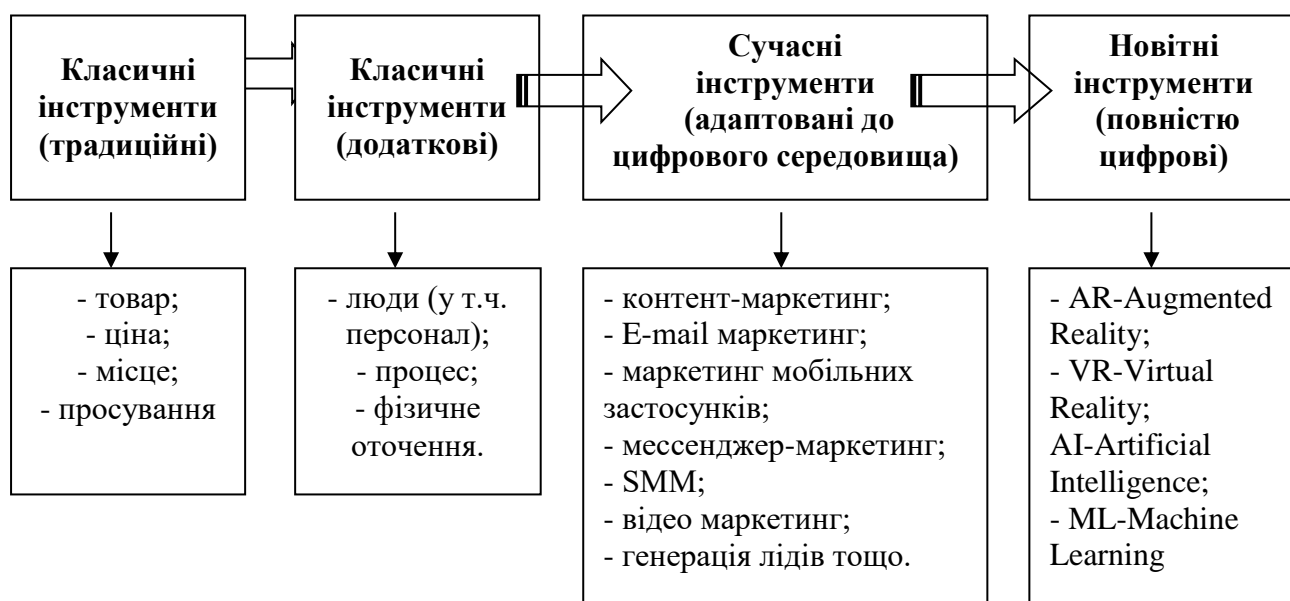 Класичні
інструменти
(традиційні)
Класичні
інструменти
(додаткові)
Сучасні
інструменти
(адаптовані до
цифрового середовища)
Новітні
інструменти
(повністю
цифрові)
- товар;
- ціна;
- місце;
- просування
- люди (у т.ч.
персонал);
- процес;
- фізичне
оточення.
- контент-маркетинг;
- E-mail маркетинг;
- маркетинг мобільних
застосунків;
- мессенджер-маркетинг;
- SMM;
- відео маркетинг;
- генерація лідів тощо.
- AR-Augmented
Reality;
- VR-Virtual
Reality;
AI-Artificial
Intelligence;
- ML-Machine
Learning